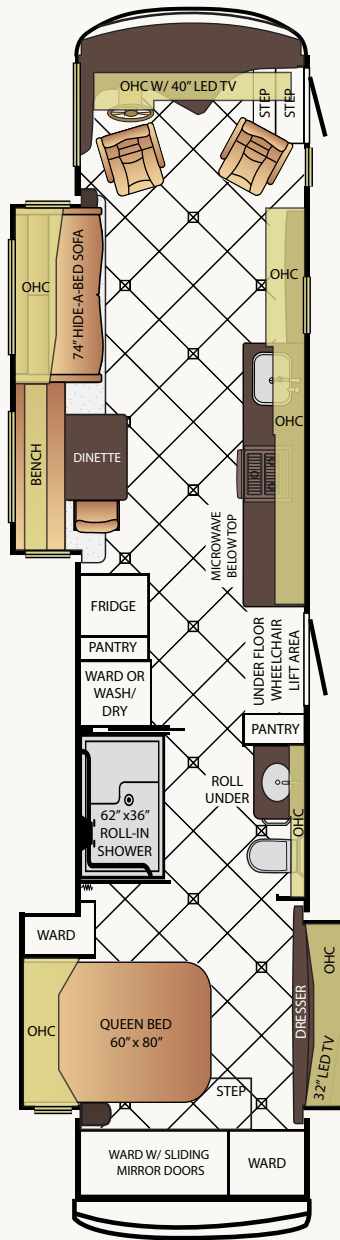 OHC W/ 40" LED TV
STEP
STEP
OHC
74" HIDE-A-BED SOFA
OHC
OHC
BENCH
DINETTE
MICROWAVE
BELOW TOP
FRIDGE
PANTRY
WARD OR
WASH/
DRY
UNDER FLOOR
WHEELCHAIR
LIFT AREA
PANTRY
ROLL
UNDER
OHC
62" x36"
ROLL-IN
SHOWER
WARD
OHC
QUEEN BED
60" x 80"
DRESSER
OHC
32" LED TV
STEP
WARD W/ SLIDING
MIRROR DOORS
WARD